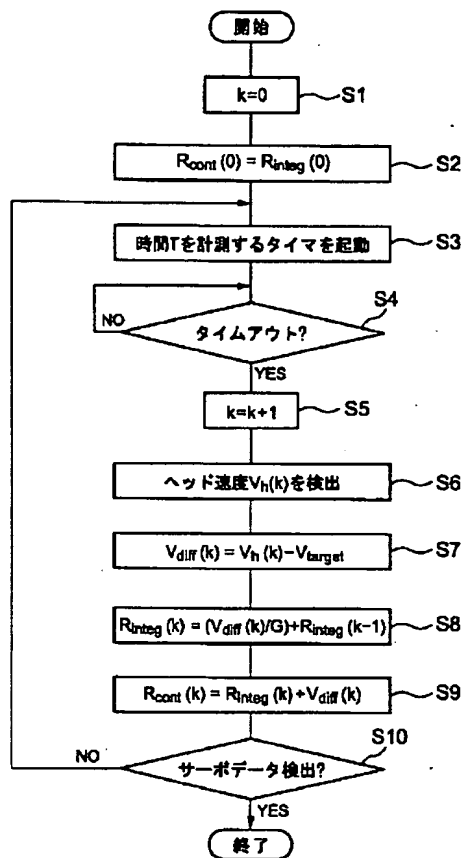 開始
k=0
S1
Rcont(0)=Rinteg(0)
S2
時間Tを計測するタイマを起動
S3
S4
タイムアウト?
NO
YES
k=k+1
S5
ヘッド速度Vh(k)を検出
S6
Vdiff(k)=Vh(k)−Vtarget
S7
Rinteg(k)=(Vdiff(k)/G)+Rinteg(k−1)
S8
Rcont(k)=Rinteg(k)+Vdiff(k)
S9
S10
サーボデータ検出?
NO
YES
終了